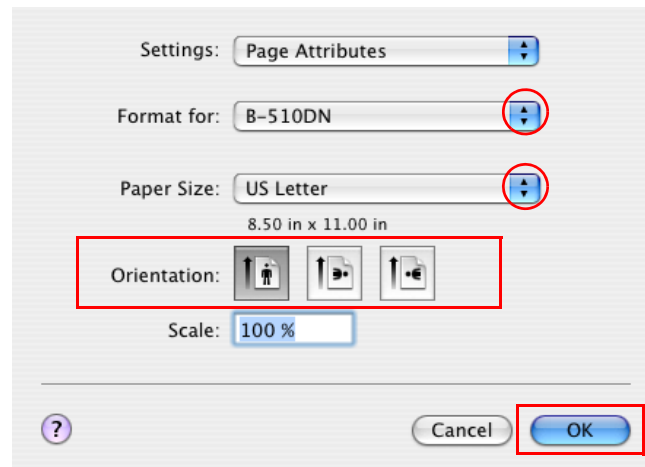 Settings: Page Attributes
Format for: B-510DN
Paper Size: US Letter
8.50 in x 11.00 in
Orientation:
Scale: 100 %
? Cancel OK